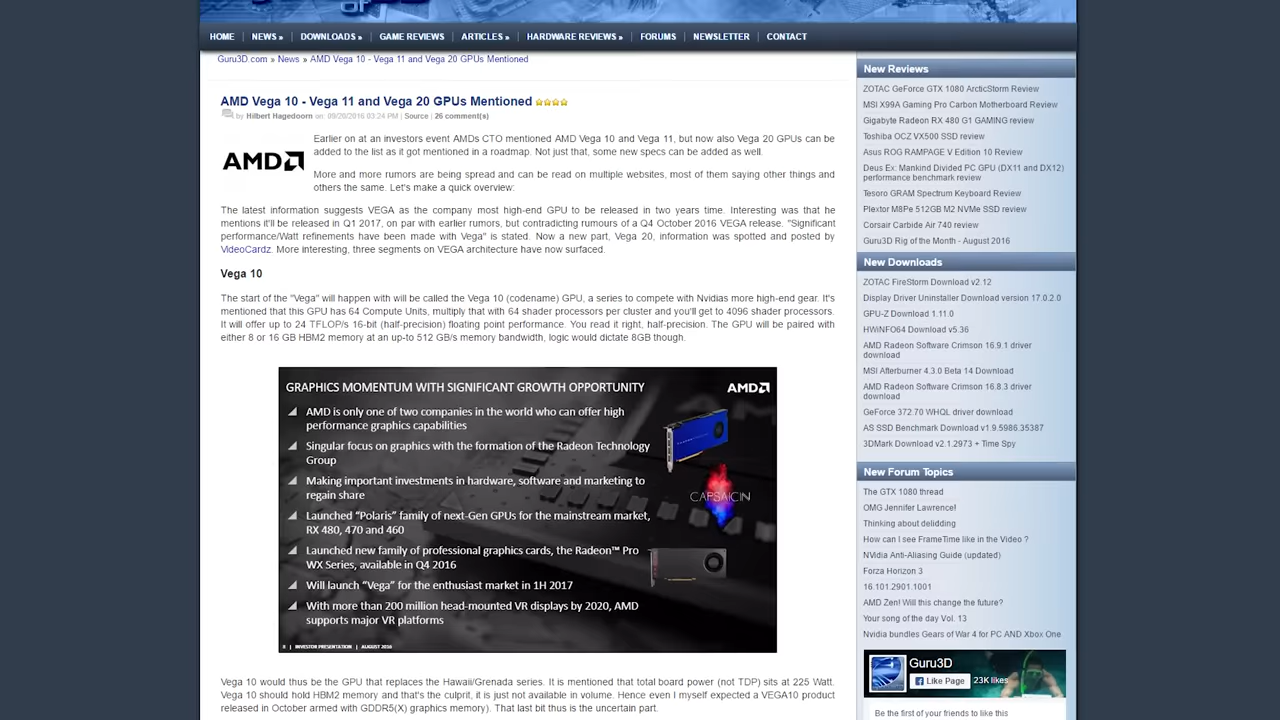 HOME
NEWS »
DOWNLOADS »
GAME REVIEWS
ARTICLES »
HARDWARE REVIEWS »
FORUMS
NEWSLETTER
CONTACT
Guru3D.com » News » AMD Vega 10 - Vega 11 and Vega 20 GPUs Mentioned
AMD Vega 10 - Vega 11 and Vega 20 GPUs Mentioned
by Hilbert Hagedoorn on: 09/20/2016 03:24 PM | Source | 26 comment(s)
AMD
Earlier on at an investors event AMDs CTO mentioned AMD Vega 10 and Vega 11, but now also Vega 20 GPUs can be
added to the list as it got mentioned in a roadmap. Not just that, some new specs can be added as well.
More and more rumors are being spread and can be read on multiple websites, most of them saying other things and
others the same. Let's make a quick overview:
The latest information suggests VEGA as the company most high-end GPU to be released in two years time. Interesting was that he
mentions it'll be released in Q1 2017, on par with earlier rumors, but contradicting rumours of a Q4 October 2016 VEGA release. "Significant
performance/Watt refinements have been made with Vega" is stated. Now a new part, Vega 20, information was spotted and posted by
VideoCardz. More interesting, three segments on VEGA architecture have now surfaced.
Vega 10
The start of the "Vega" will happen with will be called the Vega 10 (codename) GPU, a series to compete with Nvidias more high-end gear. It's
mentioned that this GPU has 64 Compute Units, multiply that with 64 shader processors per cluster and you'll get to 4096 shader processors.
It will offer up to 24 TFLOP/s 16-bit (half-precision) floating point performance. You read it right, half-precision. The GPU will be paired with
either 8 or 16 GB HBM2 memory at an up-to 512 GB/s memory bandwidth, logic would dictate 8GB though.
GRAPHICS MOMENTUM WITH SIGNIFICANT GROWTH OPPORTUNITY
AMD
AMD is only one of two companies in the world who can offer high
performance graphics capabilities
Singular focus on graphics with the formation of the Radeon Technology
Group
Making important investments in hardware, software and marketing to
regain share
CAPSAICIN
Launched “Polaris” family of next-Gen GPUs for the mainstream market,
RX 480, 470 and 460
Launched new family of professional graphics cards, the Radeon™ Pro
WX Series, available in Q4 2016
Will launch “Vega” for the enthusiast market in 1H 2017
With more than 200 million head-mounted VR displays by 2020, AMD
supports major VR platforms
| INVESTOR PRESENTATION | AUGUST 2016
Vega 10 would thus be the GPU that replaces the Hawaii/Grenada series. It is mentioned that total board power (not TDP) sits at 225 Watt.
Vega 10 should hold HBM2 memory and that's the culprit, it is just not available in volume. Hence even I myself expected a VEGA10 product
released in October armed with GDDR5(X) memory). That last bit thus is the uncertain part.
New Reviews
ZOTAC GeForce GTX 1080 ArcticStorm Review
MSI X99A Gaming Pro Carbon Motherboard Review
Gigabyte Radeon RX 480 G1 GAMING review
Toshiba OCZ VX500 SSD review
Asus ROG RAMPAGE V Edition 10 Review
Deus Ex: Mankind Divided PC GPU (DX11 and DX12)
performance benchmark review
Tesoro GRAM Spectrum Keyboard Review
Plextor M8Pe 512GB M2 NVMe SSD review
Corsair Carbide Air 740 review
Guru3D Rig of the Month - August 2016
New Downloads
ZOTAC FireStorm Download v2.12
Display Driver Uninstaller Download version 17.0.2.0
GPU-Z Download 1.11.0
HWiNFO64 Download v5.36
AMD Radeon Software Crimson 16.9.1 driver
download
MSI Afterburner 4.3.0 Beta 14 Download
AMD Radeon Software Crimson 16.8.3 driver
download
GeForce 372.70 WHQL driver download
AS SSD Benchmark Download v1.9.5986.35387
3DMark Download v2.1.2973 + Time Spy
New Forum Topics
The GTX 1080 thread
OMG Jennifer Lawrence!
Thinking about delidding
How can I see FrameTime like in the Video ?
NVidia Anti-Aliasing Guide (updated)
Forza Horizon 3
16.101.2901.1001
AMD Zen! Will this change the future?
Your song of the day Vol. 13
Nvidia bundles Gears of War 4 for PC AND Xbox One
Guru3D
Like Page
23K likes
Be the first of your friends to like this